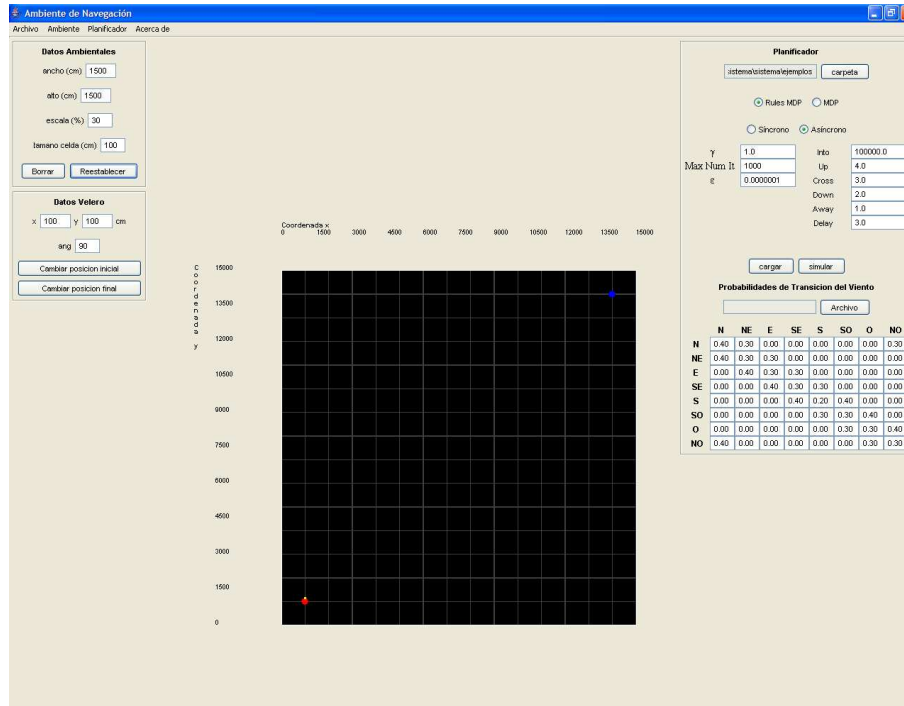 Ambiente de Navegación
Archivo Ambiente Planificador Acerca de
Datos Ambientales
ancho (cm) 1500
alto (cm) 1500
escala (%) 30
tamano celda (cm) 100
Borrar Reestablecer
Datos Velero
x 100 y 100 cm
ang 90
Cambiar posicion inicial
Cambiar posicion final
Coordenada x
0 1500 3000 4500 6000 7500 9000 10500 12000 13500 15000
Coordenada y
15000
13500
12000
10500
9000
7500
6000
4500
3000
1500
0
Planificador
istema\sistema\ejemplos carpeta
Rules MDP MDP
Síncrono Asíncrono
γ 1.0 Into 100000.0
Max Num It 1000 Up 4.0
ε 0.0000001 Cross 3.0
Down 2.0
Away 1.0
Delay 3.0
cargar simular
Probabilidades de Transicion del Viento
Archivo
N NE E SE S SO O NO
N 0.40 0.30 0.00 0.00 0.00 0.00 0.00 0.30
NE 0.40 0.30 0.30 0.00 0.00 0.00 0.00 0.00
E 0.00 0.40 0.30 0.30 0.00 0.00 0.00 0.00
SE 0.00 0.00 0.40 0.30 0.30 0.00 0.00 0.00
S 0.00 0.00 0.00 0.40 0.20 0.40 0.00 0.00
SO 0.00 0.00 0.00 0.00 0.30 0.30 0.40 0.00
O 0.00 0.00 0.00 0.00 0.00 0.30 0.30 0.40
NO 0.40 0.00 0.00 0.00 0.00 0.00 0.30 0.30